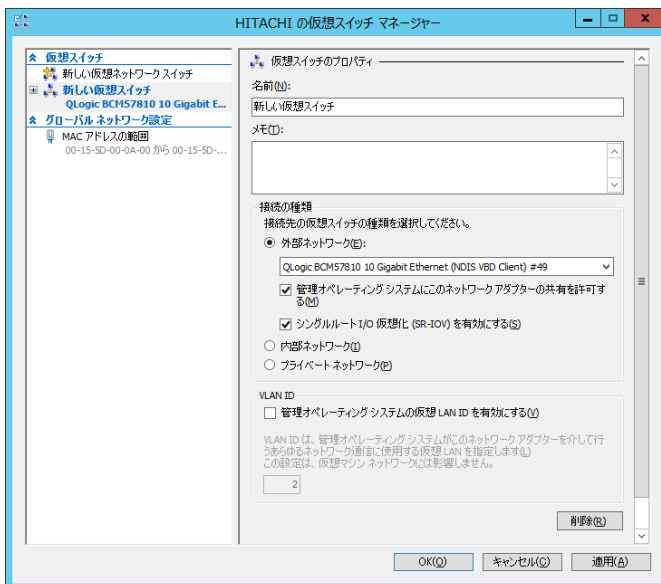 HITACHI の仮想スイッチ マネージャー
仮想スイッチ
新しい仮想ネットワーク スイッチ
新しい仮想スイッチ
QLogic BCM57810 10 Gigabit E...
グローバル ネットワーク設定
MAC アドレスの範囲
00-15-5D-00-0A-00 から 00-15-5D-...
仮想スイッチのプロパティ
名前(N):
新しい仮想スイッチ
メモ(T):
接続の種類
接続先の仮想スイッチの種類を選択してください。
外部ネットワーク(E):
QLogic BCM57810 10 Gigabit Ethernet (NDIS VBD Client) #49
管理オペレーティング システムにこのネットワーク アダプターの共有を許可す
る(M)
シングルルート I/O 仮想化 (SR-IOV) を有効にする(S)
内部ネットワーク(I)
プライベート ネットワーク(P)
VLAN ID
管理オペレーティング システムの仮想 LAN ID を有効にする(V)
VLAN ID は、管理オペレーティング システムがこのネットワーク アダプターを介して行
うあらゆるネットワーク通信に使用する仮想 LAN を指定します(L)
この設定は、仮想マシン ネットワークには影響しません。
2
削除(R)
OK(O)
キャンセル(C)
適用(A)